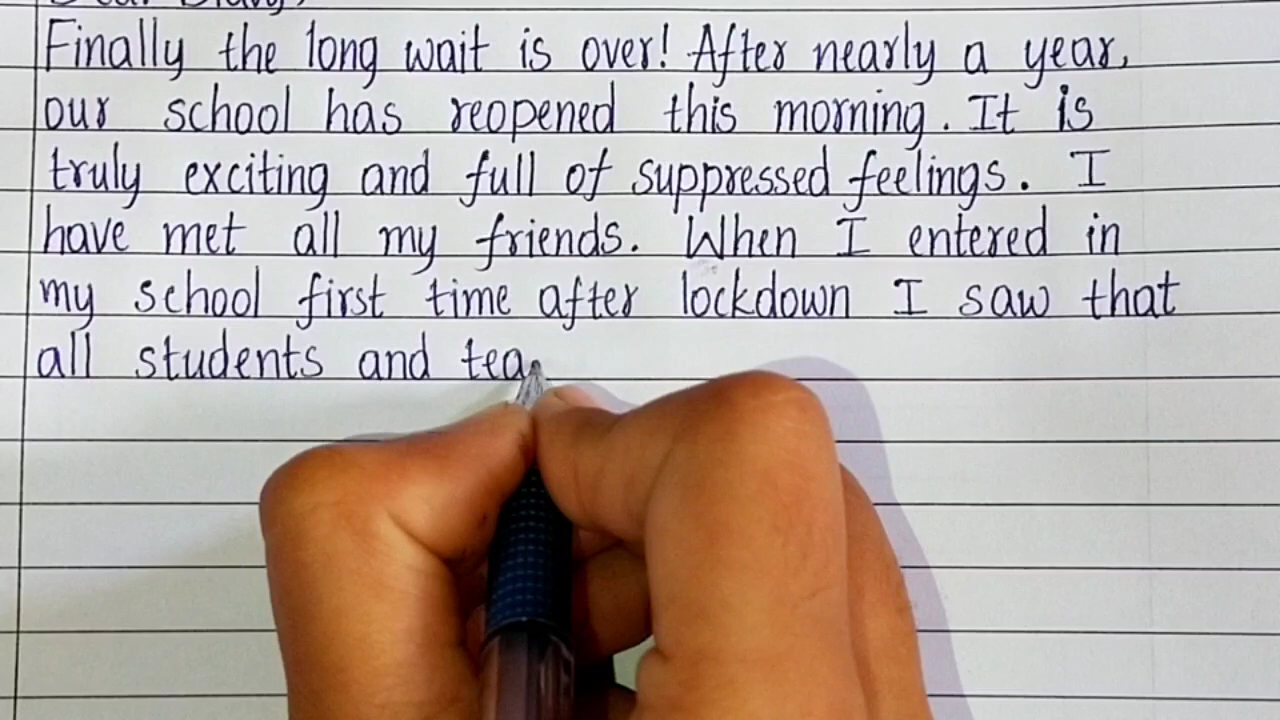 Dear Diary,
Finally the long wait is over! After nearly a year,
our school has reopened this morning. It is
truly exciting and full of suppressed feelings. I
have met all my friends. When I entered in
my school first time after lockdown I saw that
all students and tea